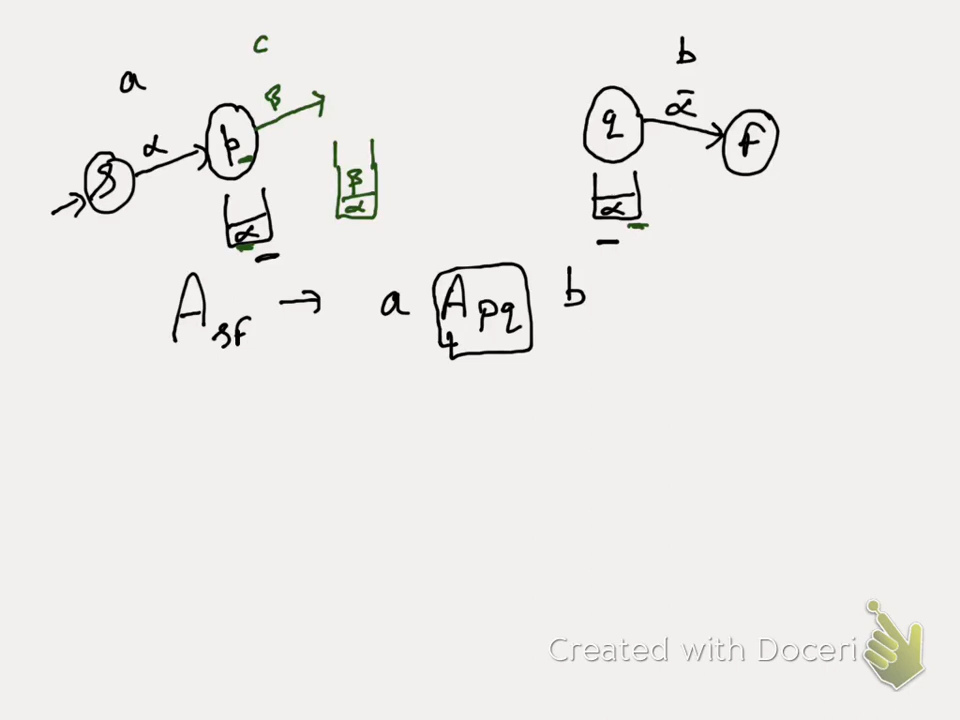 c
b
a
β
ᾱ
α
p
q
f
s
β
α
α
α
A_sf → a A_pq b
q
Created with Doceri